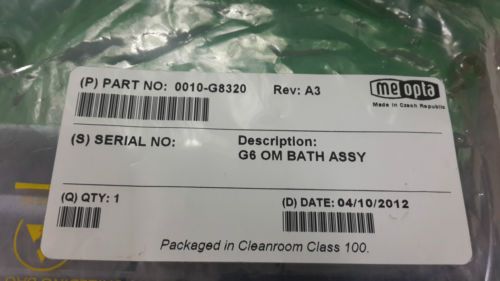 (P) PART NO: 0010-G8320 Rev: A3
meopta
Made in Czech Republic
(S) SERIAL NO: Description:
G6 OM BATH ASSY
(Q) QTY: 1 (D) DATE: 04/10/2012
Packaged in Cleanroom Class 100.